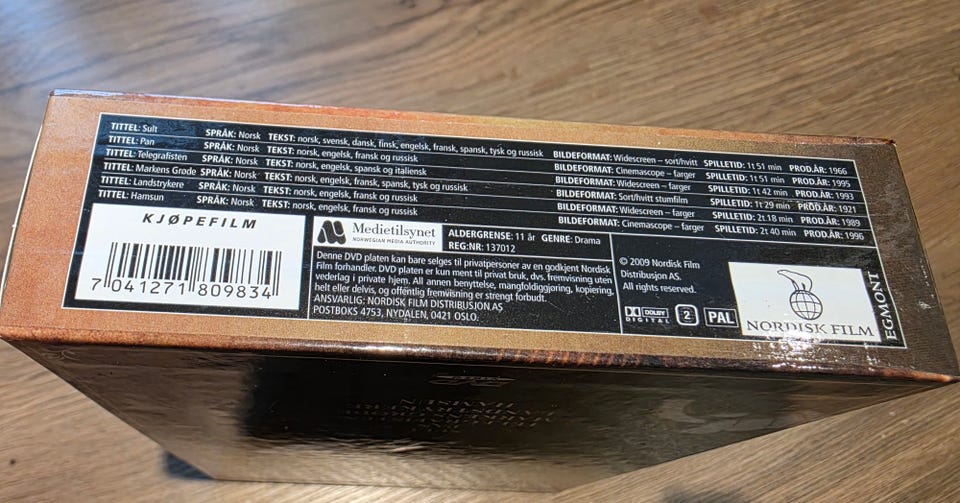 TITTEL: Sult SPRÅK: Norsk TEKST: norsk, svensk, dansk, finsk, engelsk, fransk, spansk, tysk og russisk BILDEFORMAT: Widescreen – sort/hvitt SPILLETID: 1t 51 min PROD.ÅR: 1966
TITTEL: Pan SPRÅK: Norsk TEKST: norsk, engelsk, fransk og russisk BILDEFORMAT: Cinemascope – farger SPILLETID: 1t 51 min PROD.ÅR: 1995
TITTEL: Telegrafisten SPRÅK: Norsk TEKST: norsk, engelsk, spansk og italiensk BILDEFORMAT: Widescreen – farger SPILLETID: 1t 42 min PROD.ÅR: 1993
TITTEL: Markens Grøde SPRÅK: Norsk TEKST: norsk, engelsk, fransk, spansk, tysk og russisk BILDEFORMAT: Sort/hvitt stumfilm SPILLETID: 1t 29 min PROD.ÅR: 1921
TITTEL: Landstrykere SPRÅK: Norsk TEKST: norsk, engelsk, fransk og russisk BILDEFORMAT: Widescreen – farger SPILLETID: 2t 18 min PROD.ÅR: 1989
TITTEL: Hamsun SPRÅK: Norsk TEKST: norsk, engelsk, fransk og russisk BILDEFORMAT: Cinemascope – farger SPILLETID: 2t 40 min PROD.ÅR: 1996
KJØPEFILM
7 041271 809834
Medietilsynet
NORWEGIAN MEDIA AUTHORITY
ALDERGRENSE: 11 år GENRE: Drama
REG:NR: 137012
Denne DVD platen kan bare selges til privatpersoner av en godkjent Nordisk
Film forhandler. DVD platen er kun ment til privat bruk, dvs. fremvisning uten
vederlag i private hjem. All annen benyttelse, mangfoldiggjøring, kopiering,
helt eller delvis, og offentlig fremvisning er strengt forbudt.
ANSVARLIG: NORDISK FILM DISTRIBUSJON AS
POSTBOKS 4753, NYDALEN, 0421 OSLO.
© 2009 Nordisk Film
Distribusjon AS.
All rights reserved.
DOLBY
DIGITAL
2
PAL
NORDISK FILM
EGMONT